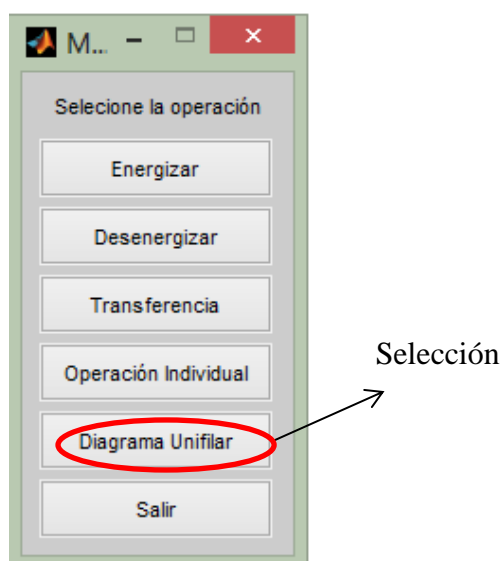 M...
Selecione la operación
Energizar
Desenergizar
Transferencia
Operación Individual
Selección
Diagrama Unifilar
Salir